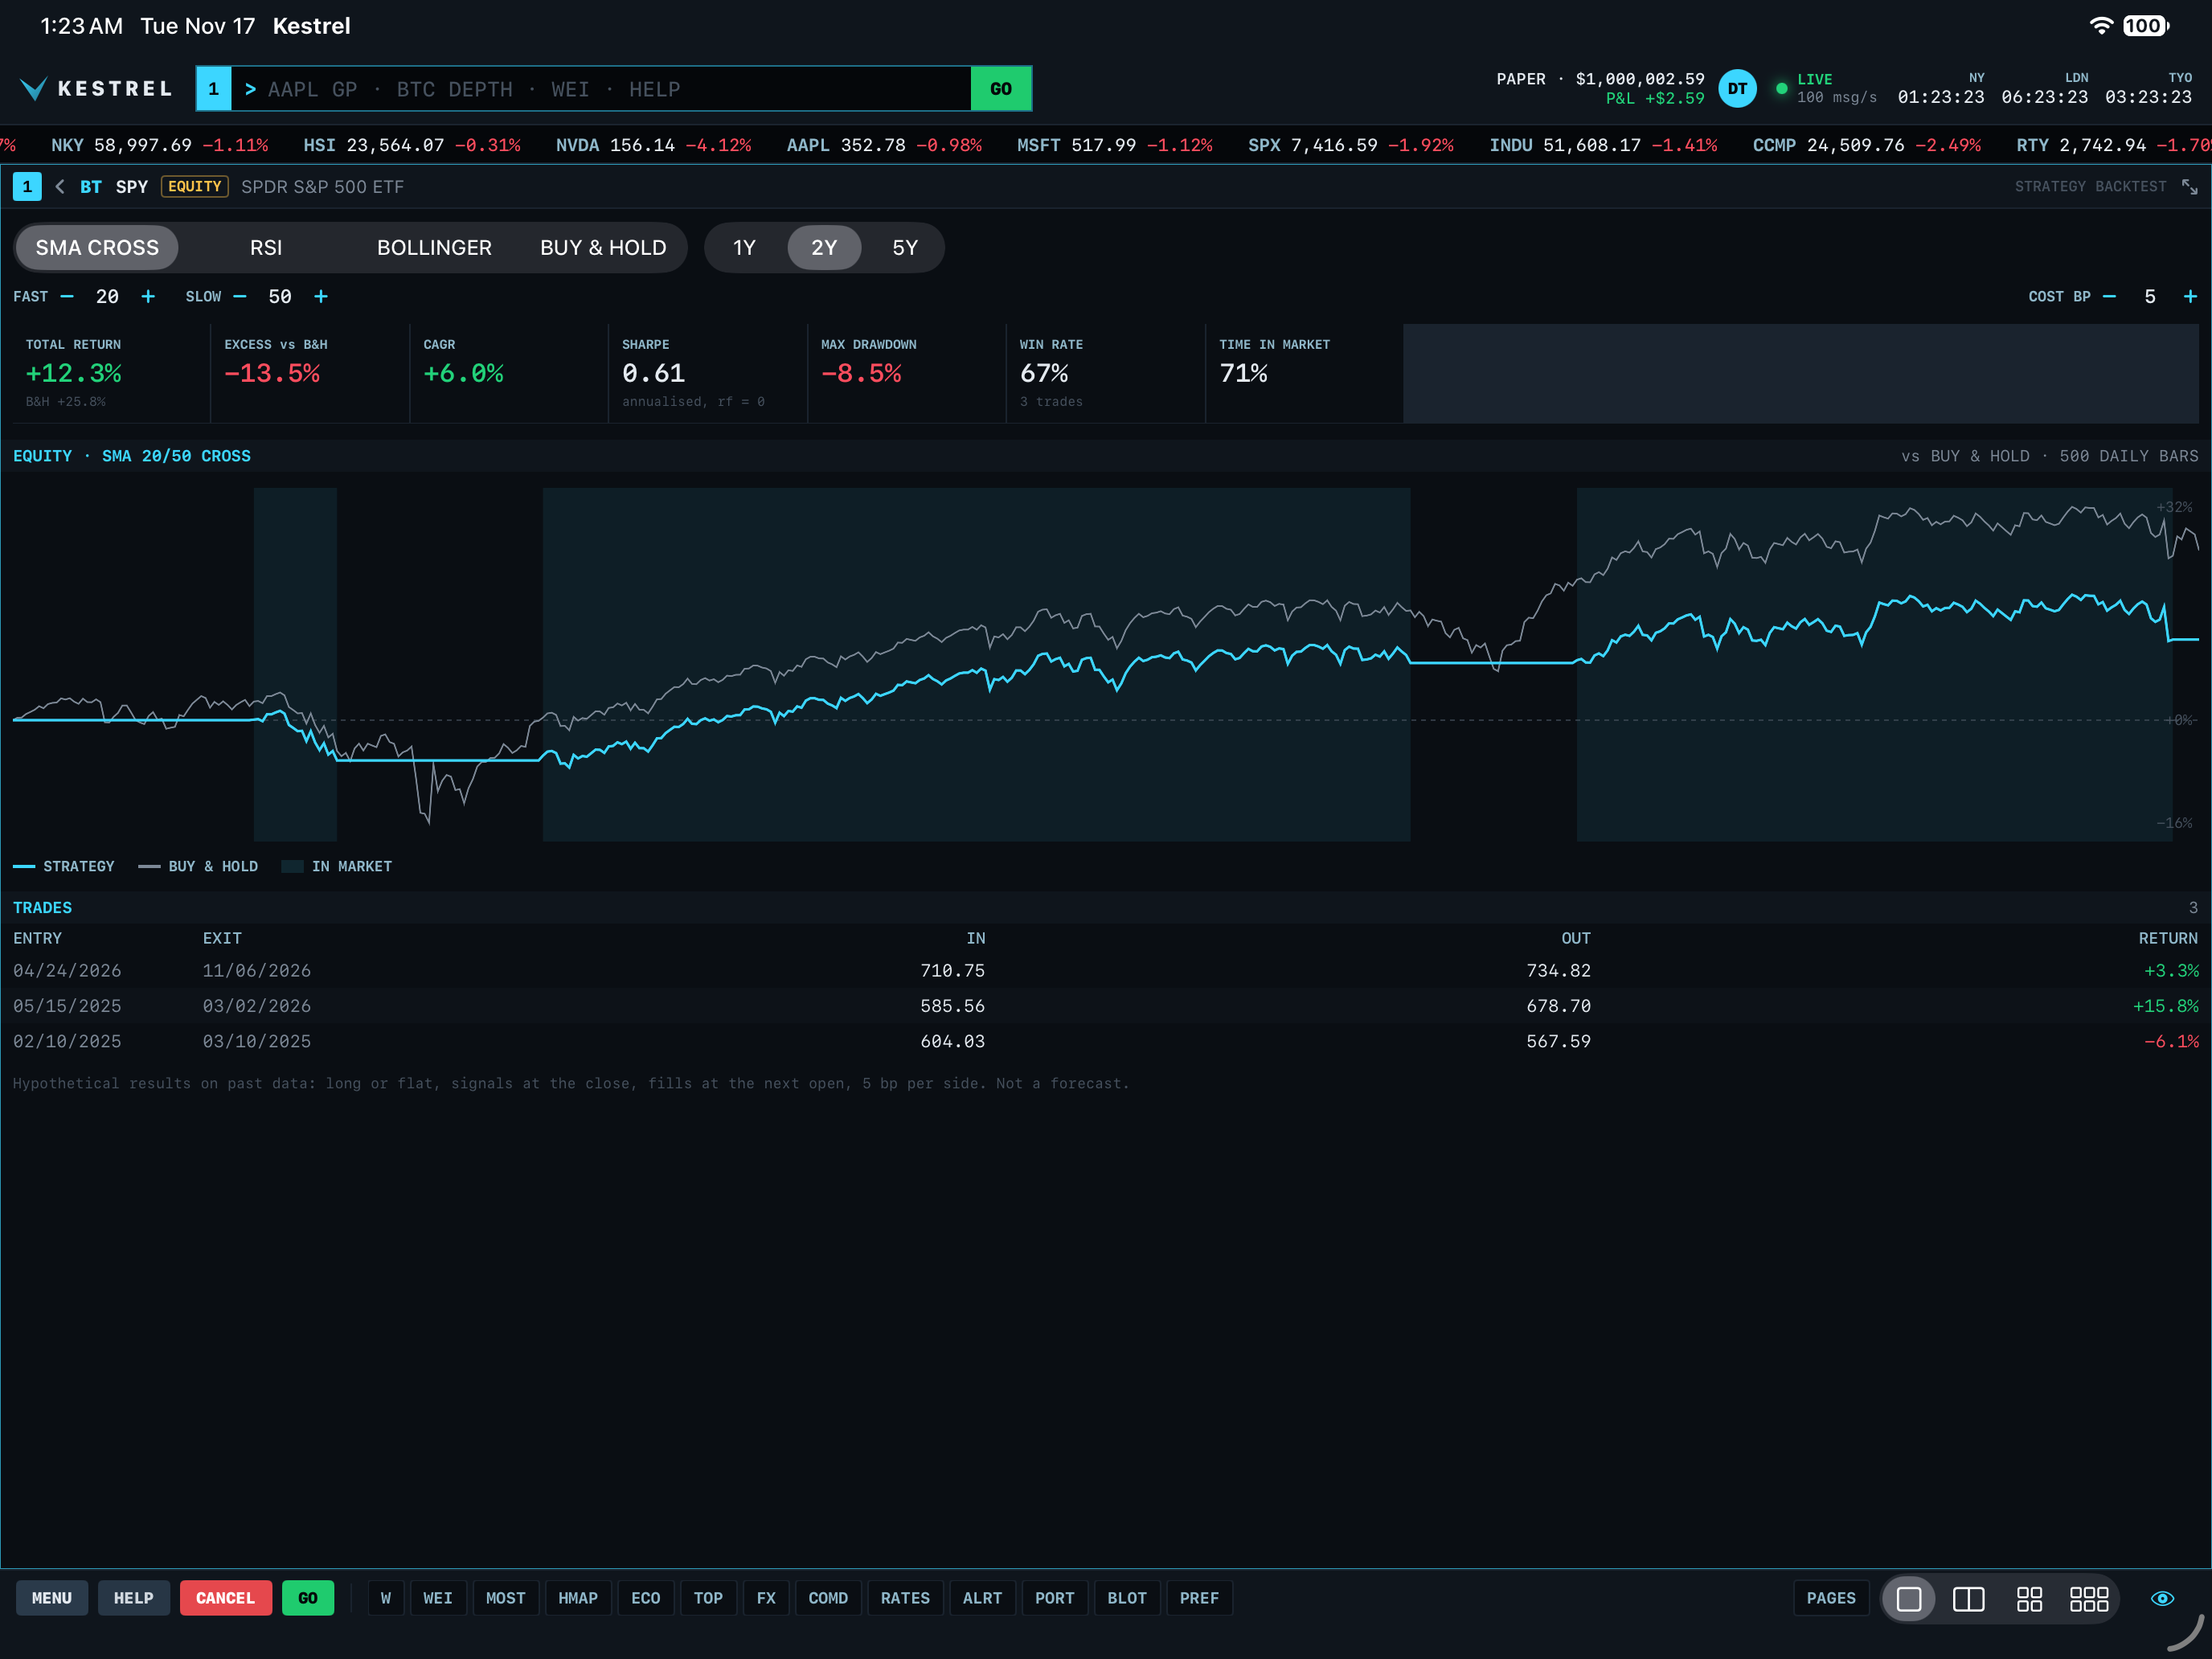 1:23 AM Tue Nov 17 Kestrel 100
KESTREL 1 > AAPL GP · BTC DEPTH · WEI · HELP GO
PAPER · $1,000,002.59
P&L +$2.59
DT
LIVE
100 msg/s
NY
01:23:23
LDN
06:23:23
TYO
03:23:23
7% NKY 58,997.69 −1.11% HSI 23,564.07 −0.31% NVDA 156.14 −4.12% AAPL 352.78 −0.98% MSFT 517.99 −1.12% SPX 7,416.59 −1.92% INDU 51,608.17 −1.41% CCMP 24,509.76 −2.49% RTY 2,742.94 −1.70
1 BT SPY EQUITY SPDR S&P 500 ETF STRATEGY BACKTEST
SMA CROSS RSI BOLLINGER BUY & HOLD 1Y 2Y 5Y
FAST − 20 + SLOW − 50 + COST BP − 5 +
TOTAL RETURN
+12.3%
B&H +25.8%
EXCESS vs B&H
−13.5%
CAGR
+6.0%
SHARPE
0.61
annualised, rf = 0
MAX DRAWDOWN
−8.5%
WIN RATE
67%
3 trades
TIME IN MARKET
71%
EQUITY · SMA 20/50 CROSS vs BUY & HOLD · 500 DAILY BARS
+32%
+0%
−16%
STRATEGY BUY & HOLD IN MARKET
TRADES 3
ENTRY EXIT IN OUT RETURN
04/24/2026 11/06/2026 710.75 734.82 +3.3%
05/15/2025 03/02/2026 585.56 678.70 +15.8%
02/10/2025 03/10/2025 604.03 567.59 −6.1%
Hypothetical results on past data: long or flat, signals at the close, fills at the next open, 5 bp per side. Not a forecast.
MENU HELP CANCEL GO W WEI MOST HMAP ECO TOP FX COMD RATES ALRT PORT BLOT PREF PAGES